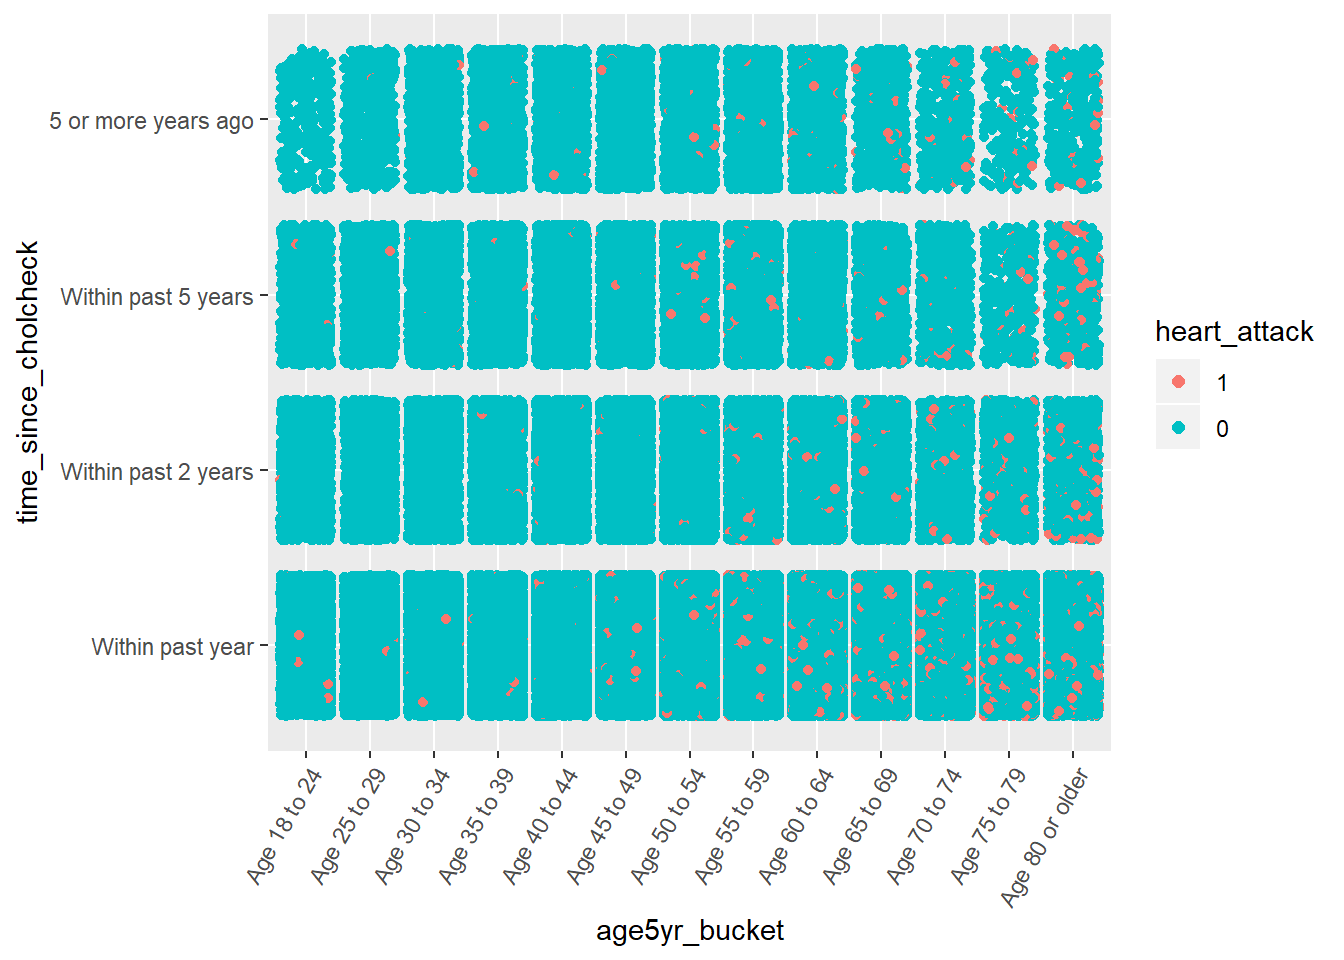 time_since_cholcheck
5 or more years ago
Within past 5 years
Within past 2 years
Within past year
Age 18 to 24
Age 25 to 29
Age 30 to 34
Age 35 to 39
Age 40 to 44
Age 45 to 49
Age 50 to 54
Age 55 to 59
Age 60 to 64
Age 65 to 69
Age 70 to 74
Age 75 to 79
Age 80 or older
age5yr_bucket
heart_attack
1
0